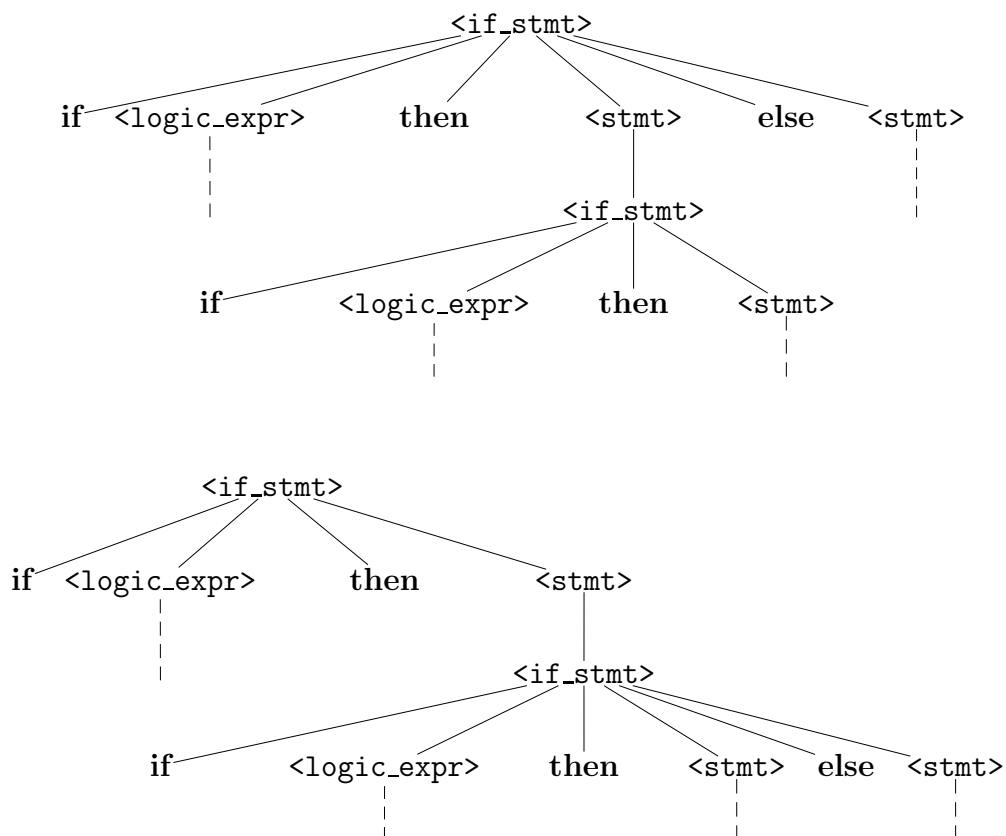 <if_stmt>
if <logic_expr> then <stmt> else <stmt>
<if_stmt>
if <logic_expr> then <stmt>
<if_stmt>
if <logic_expr> then <stmt>
<if_stmt>
if <logic_expr> then <stmt> else <stmt>